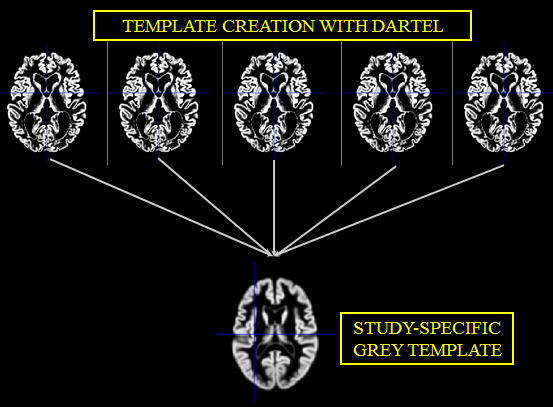 TEMPLATE CREATION WITH DARTEL
STUDY-SPECIFIC
GREY TEMPLATE